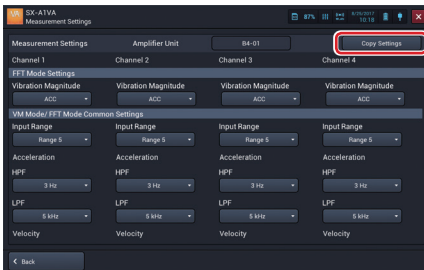 VA SX-A1VA
Measurement Settings
87% 9/29/2017 10:18
Measurement Settings Amplifier Unit B4-01 Copy Settings
Channel 1 Channel 2 Channel 3 Channel 4
FFT Mode Settings
Vibration Magnitude Vibration Magnitude Vibration Magnitude Vibration Magnitude
ACC ACC ACC ACC
VM Mode/ FFT Mode Common Settings
Input Range Input Range Input Range Input Range
Range 5 Range 5 Range 5 Range 5
Acceleration Acceleration Acceleration Acceleration
HPF HPF HPF HPF
3 Hz 3 Hz 3 Hz 3 Hz
LPF LPF LPF LPF
5 kHz 5 kHz 5 kHz 5 kHz
Velocity Velocity Velocity Velocity
< Back